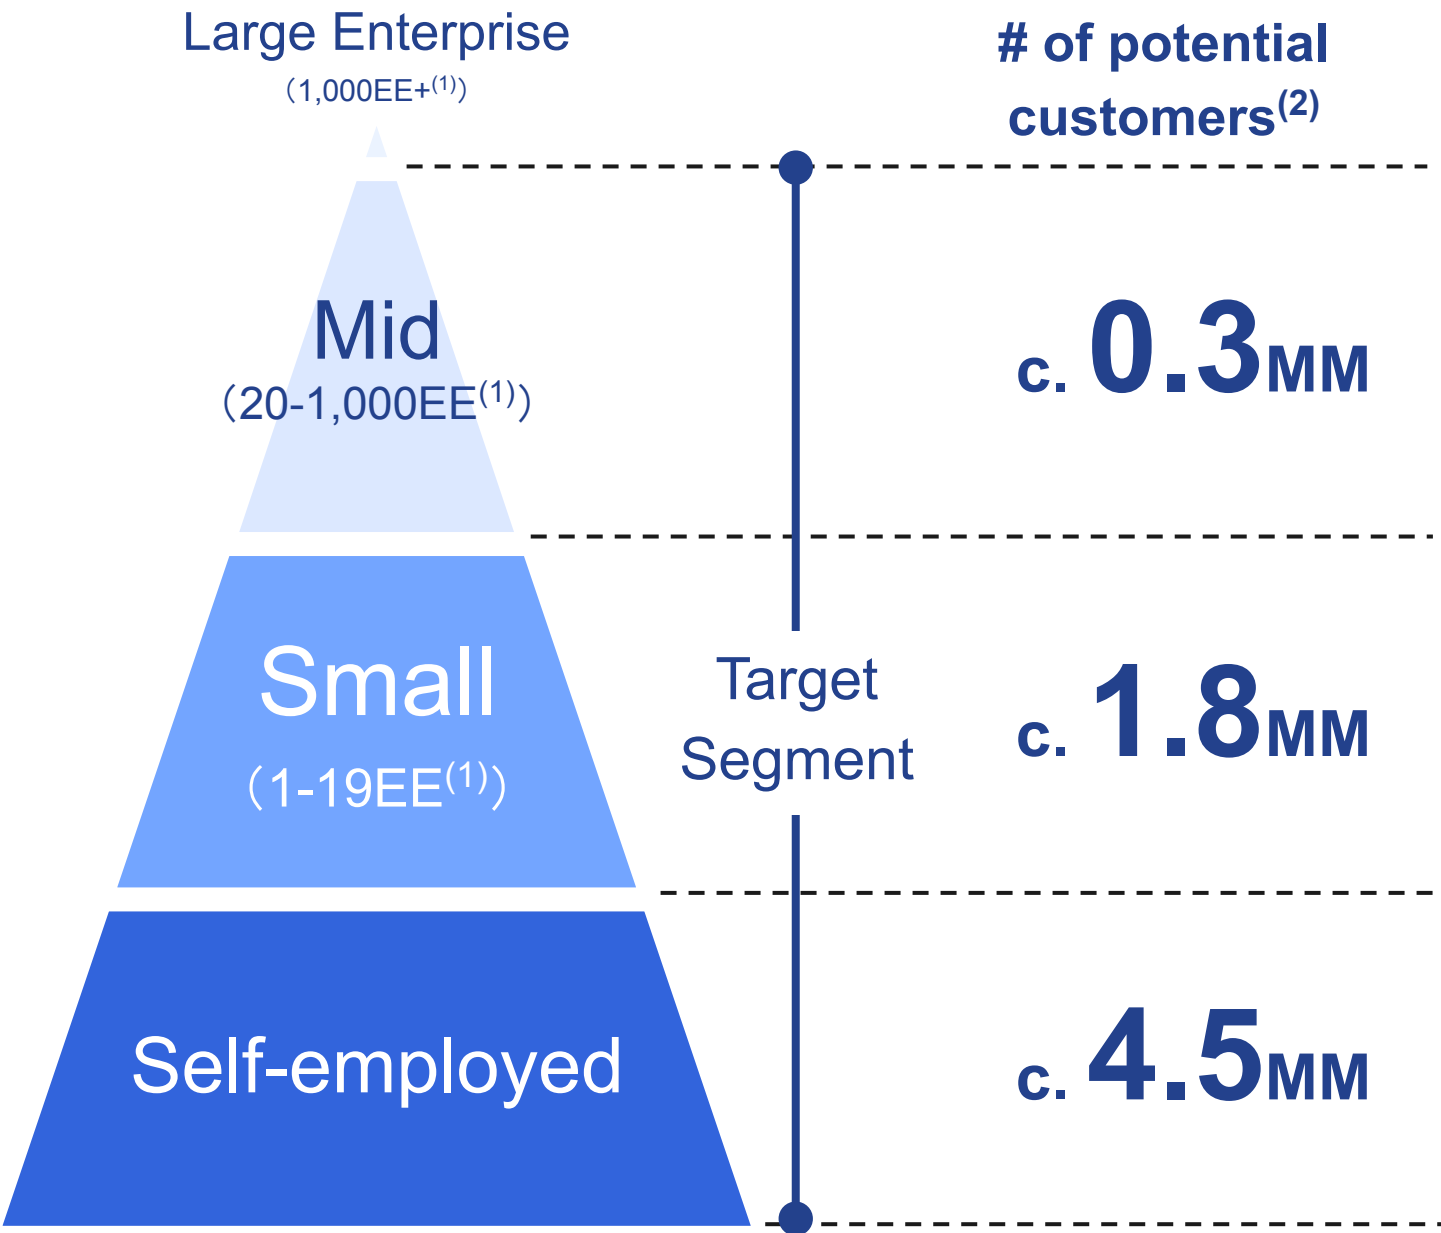 Large Enterprise
（1,000EE+(1)）
# of potential
customers(2)
Mid
（20-1,000EE(1)）
c. 0.3MM
Small
（1-19EE(1)）
Target
Segment
c. 1.8MM
Self-employed
c. 4.5MM